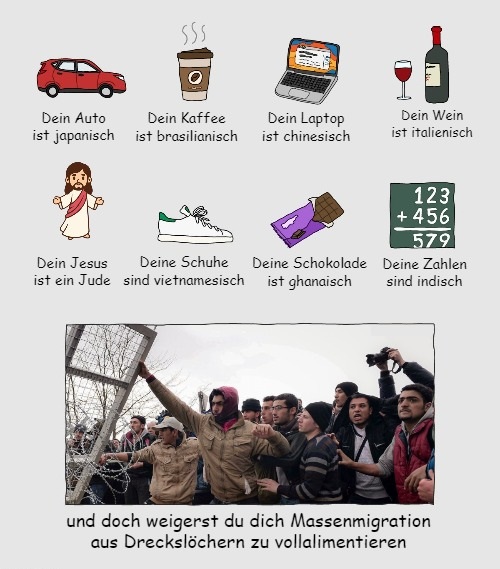 Dein Auto
ist japanisch
Dein Kaffee
ist brasilianisch
Dein Laptop
ist chinesisch
Dein Wein
ist italienisch
123
+ 456
579
Dein Jesus
ist ein Jude
Deine Schuhe
sind vietnamesisch
Deine Schokolade
ist ghanaisch
Deine Zahlen
sind indisch
und doch weigerst du dich Massenmigration
aus Dreckslöchern zu vollalimentieren